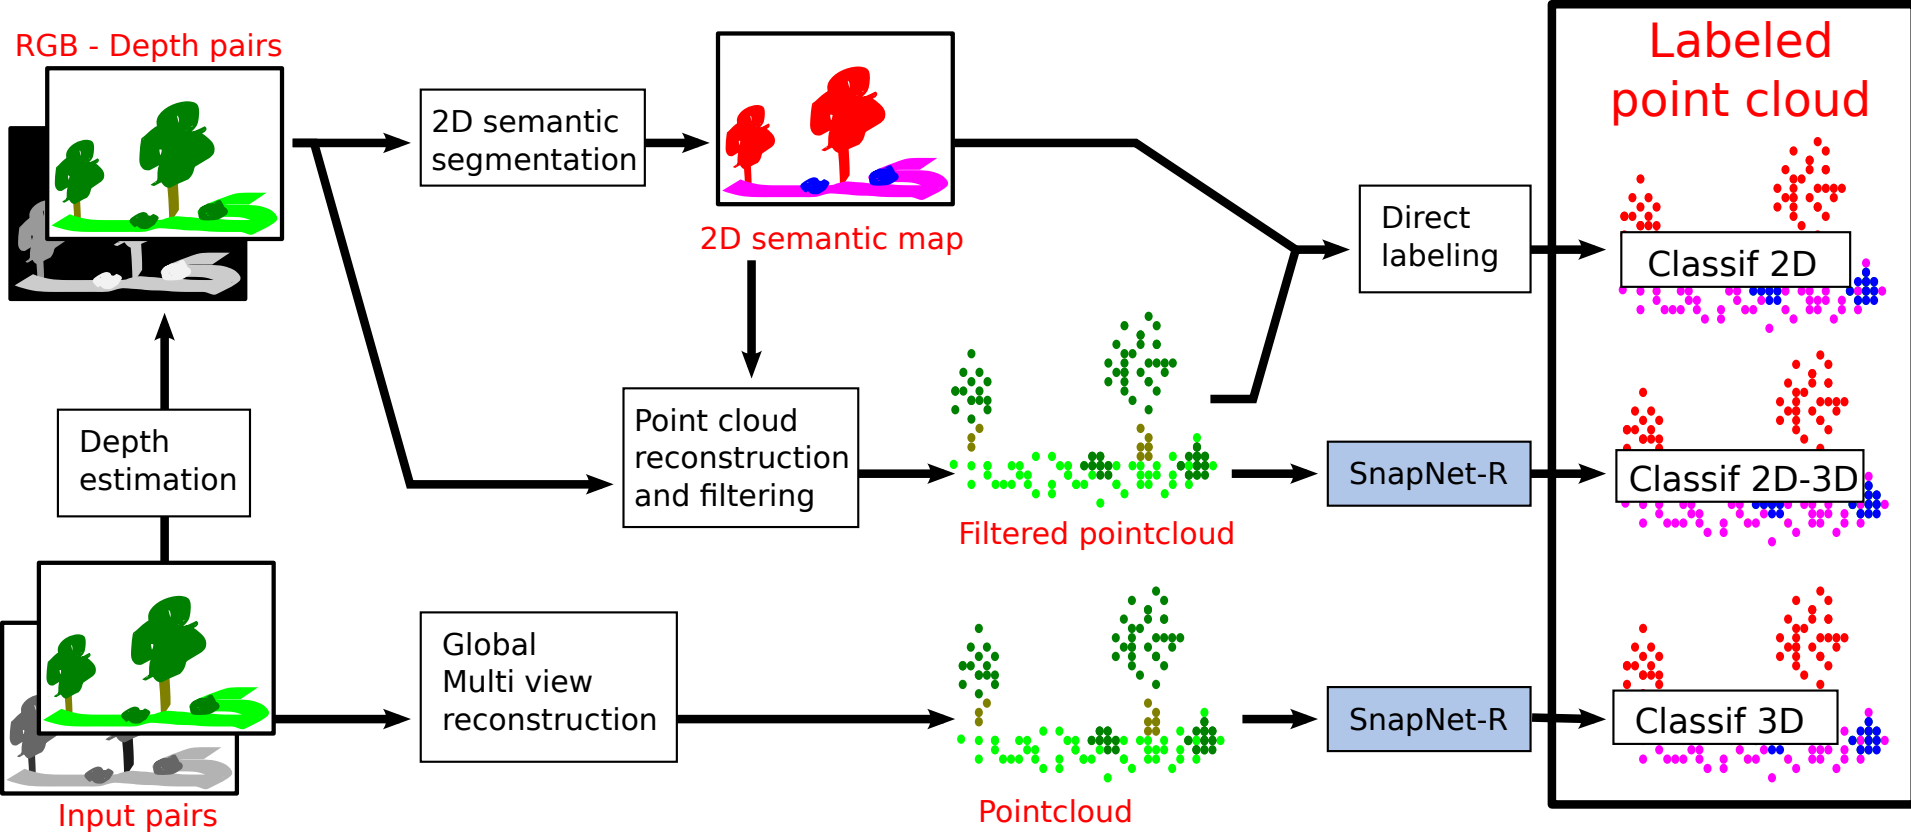 RGB - Depth pairs
2D semantic
segmentation
2D semantic map
Direct
labeling
Labeled
point cloud
Classif 2D
Depth
estimation
Point cloud
reconstruction
and filtering
Filtered pointcloud
SnapNet-R
Classif 2D-3D
Input pairs
Global
Multi view
reconstruction
Pointcloud
SnapNet-R
Classif 3D